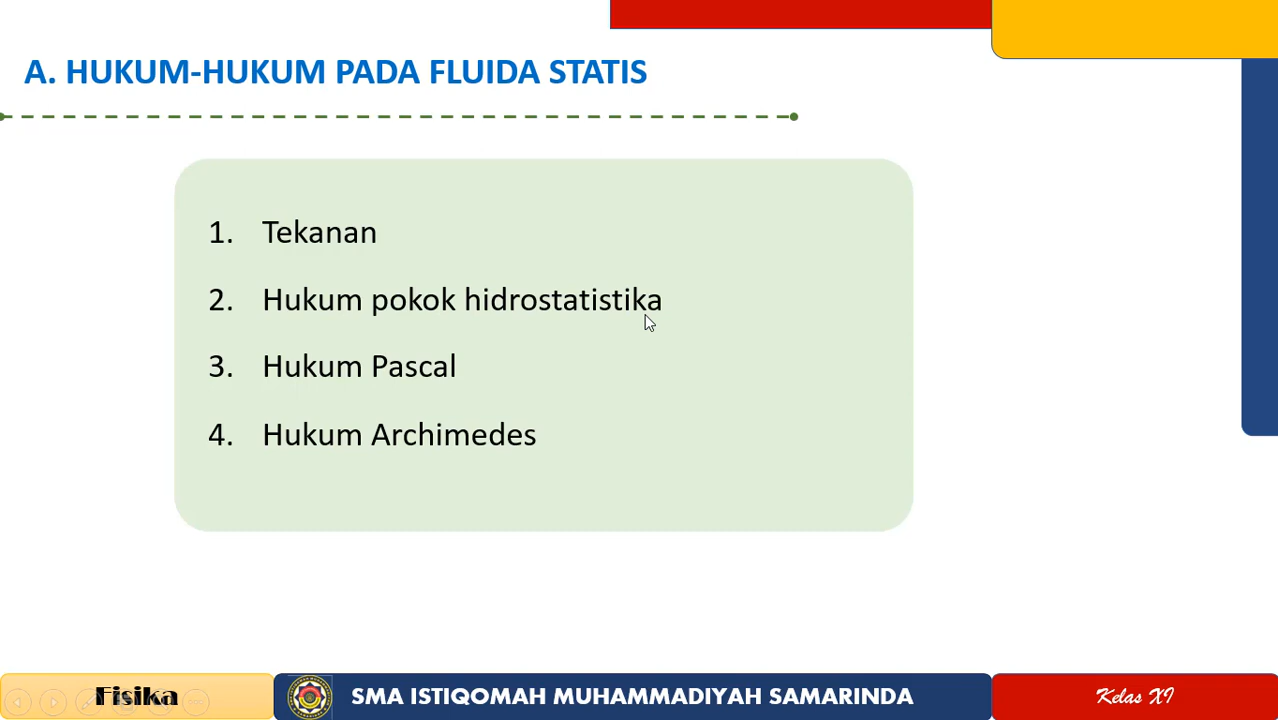 A. HUKUM-HUKUM PADA FLUIDA STATIS
1. Tekanan
2. Hukum pokok hidrostatistika
3. Hukum Pascal
4. Hukum Archimedes
Fisika
SMA ISTIQOMAH MUHAMMADIYAH SAMARINDA
Kelas XI